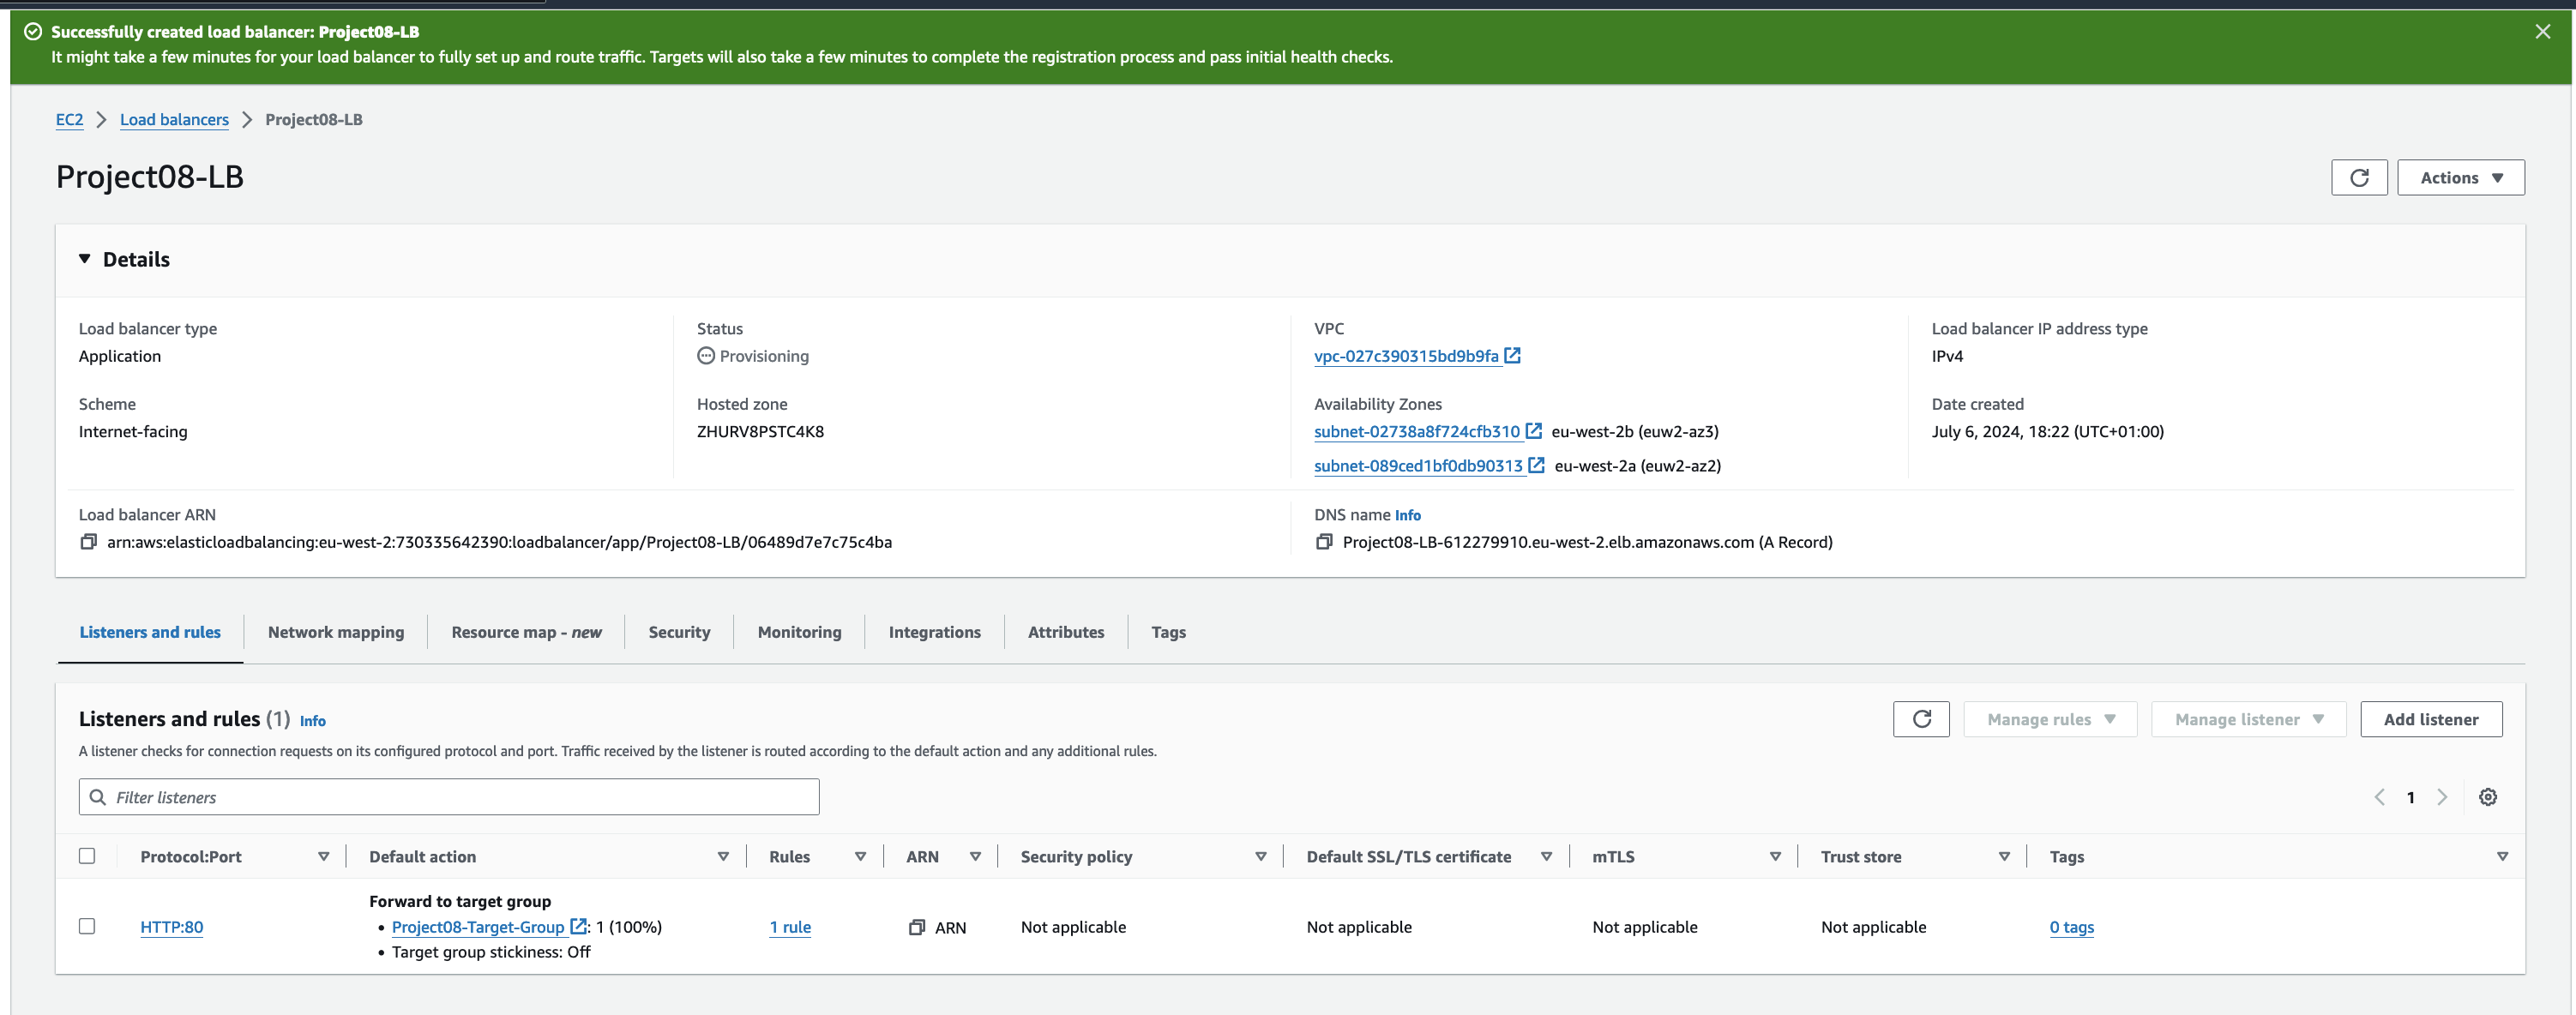 Successfully created load balancer: Project08-LB
It might take a few minutes for your load balancer to fully set up and route traffic. Targets will also take a few minutes to complete the registration process and pass initial health checks.
EC2 > Load balancers > Project08-LB
Project08-LB
Actions
Details
Load balancer type
Application
Status
Provisioning
VPC
vpc-027c390315bd9b9fa
Load balancer IP address type
IPv4
Scheme
Internet-facing
Hosted zone
ZHURV8PSTC4K8
Availability Zones
subnet-02738a8f724cfb310 eu-west-2b (euw2-az3)
subnet-089ced1bf0db90313 eu-west-2a (euw2-az2)
Date created
July 6, 2024, 18:22 (UTC+01:00)
Load balancer ARN
arn:aws:elasticloadbalancing:eu-west-2:730335642390:loadbalancer/app/Project08-LB/06489d7e7c75c4ba
DNS name Info
Project08-LB-612279910.eu-west-2.elb.amazonaws.com (A Record)
Listeners and rules Network mapping Resource map - new Security Monitoring Integrations Attributes Tags
Listeners and rules (1) Info
Manage rules Manage listener Add listener
A listener checks for connection requests on its configured protocol and port. Traffic received by the listener is routed according to the default action and any additional rules.
Filter listeners
1
Protocol:Port Default action Rules ARN Security policy Default SSL/TLS certificate mTLS Trust store Tags
Forward to target group
HTTP:80 • Project08-Target-Group : 1 (100%) 1 rule ARN Not applicable Not applicable Not applicable Not applicable 0 tags
• Target group stickiness: Off